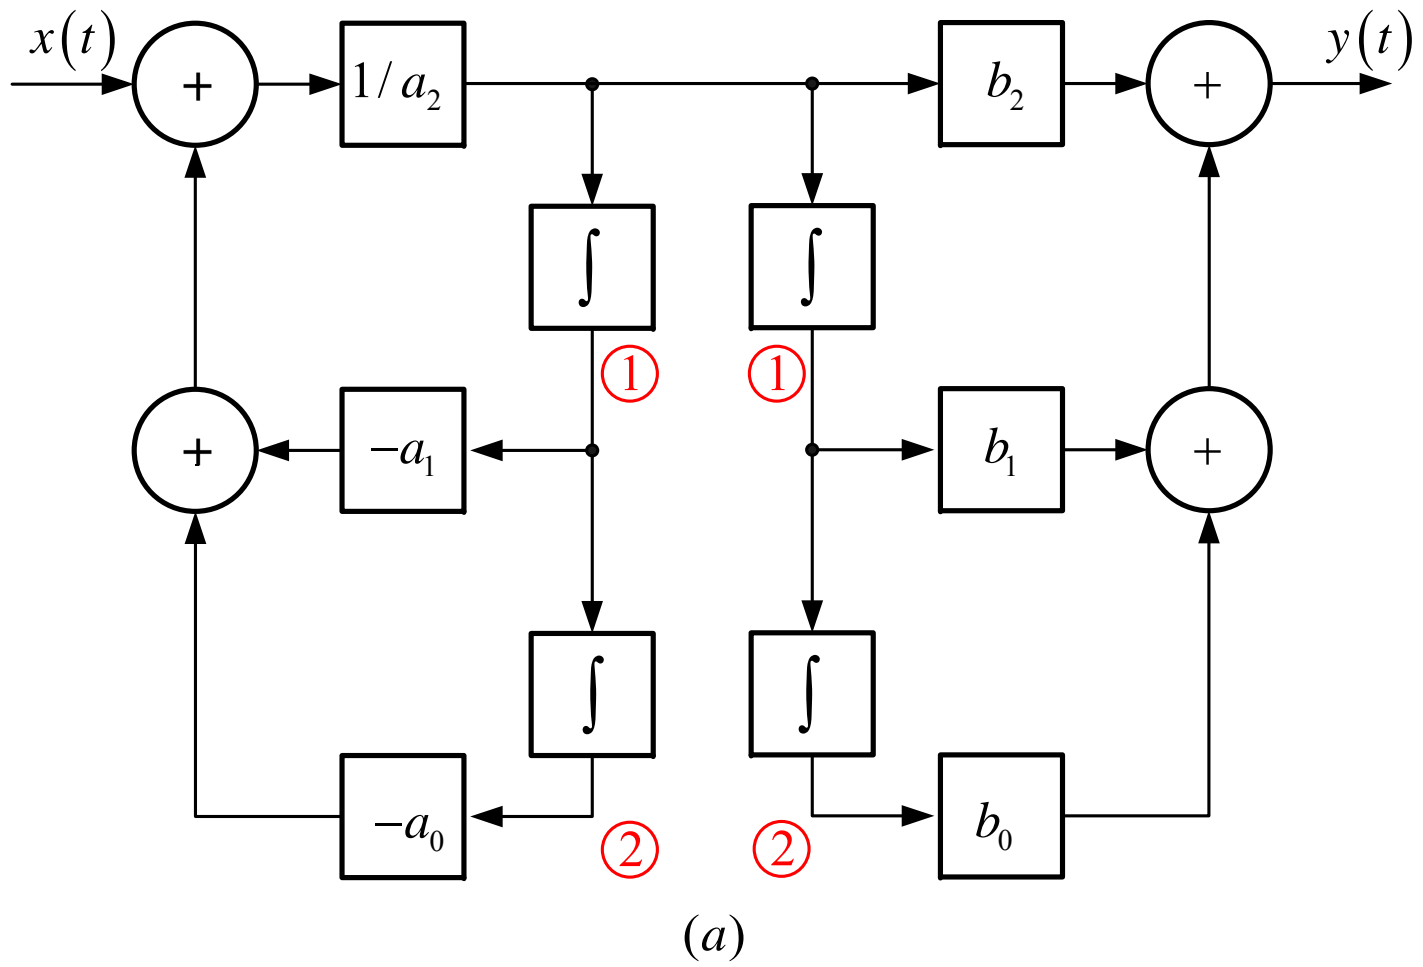 x(t) + 1/a₂ b₂ + y(t)
∫ ∫
① ①
+ −a₁ b₁ +
∫ ∫
−a₀ ② ② b₀
(a)